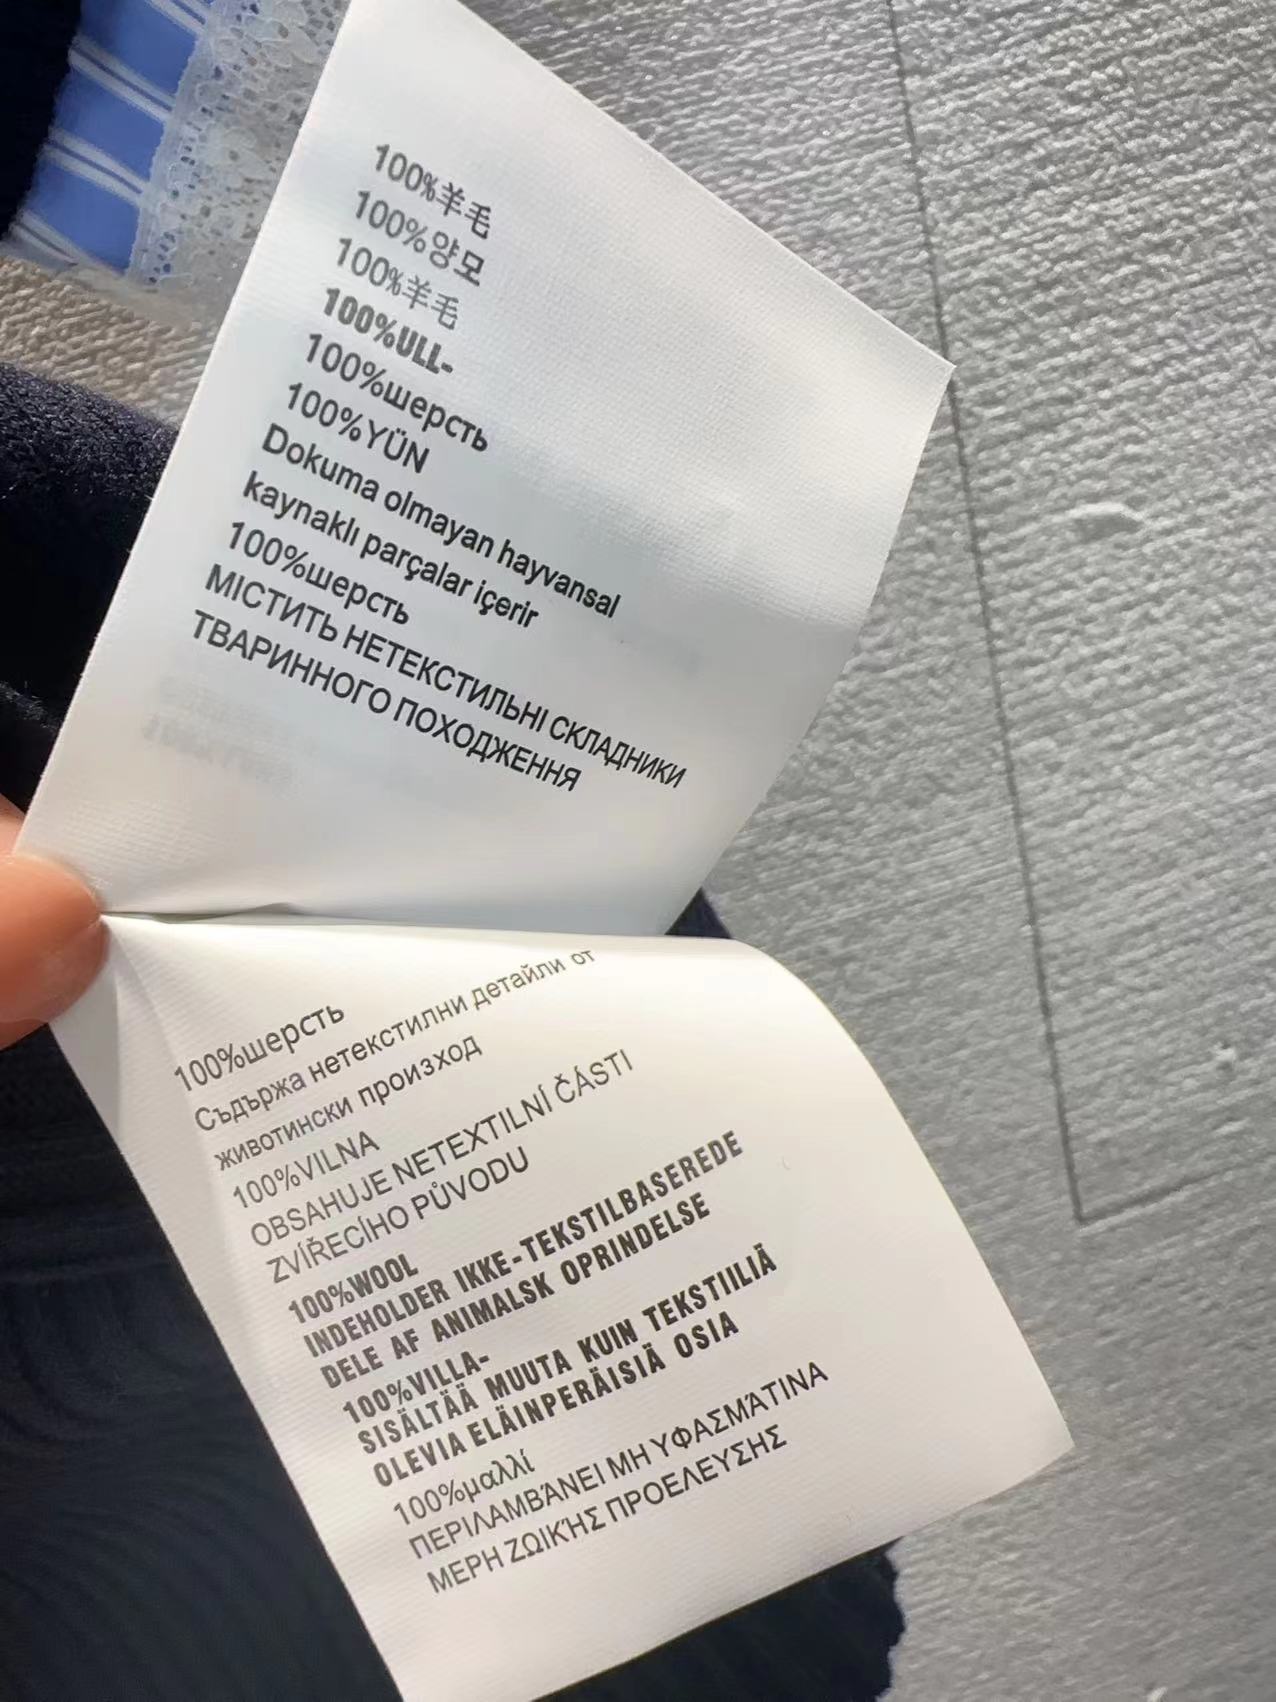 100%羊毛
100%양모
100%羊毛
100%ULL-
100%шерсть
100%YÜN
Dokuma olmayan hayvansal
kaynaklı parçalar içerir
100%шерсть
МІСТИТЬ НЕТЕКСТИЛЬНІ СКЛАДНИКИ
ТВАРИННОГО ПОХОДЖЕННЯ
100%шерсть
Съдържа нетекстилни детайли от
животински произход
100%VILNA
OBSAHUJE NETEXTILNÍ ČÁSTI
ZVÍŘECÍHO PŮVODU
100%WOOL
INDEHOLDER IKKE-TEKSTILBASEREDE
DELE AF ANIMALSK OPRINDELSE
100%VILLA-
SISÄLTÄÄ MUUTA KUIN TEKSTIILIÄ
OLEVIA ELÄINPERÄISIÄ OSIA
100%μαλλί
ΠΕΡΙΛΑΜΒΆΝΕΙ ΜΗ ΥΦΑΣΜΆΤΙΝΑ
ΜΕΡΗ ΖΩΙΚΉΣ ΠΡΟΕΛΕΥΣΗΣ